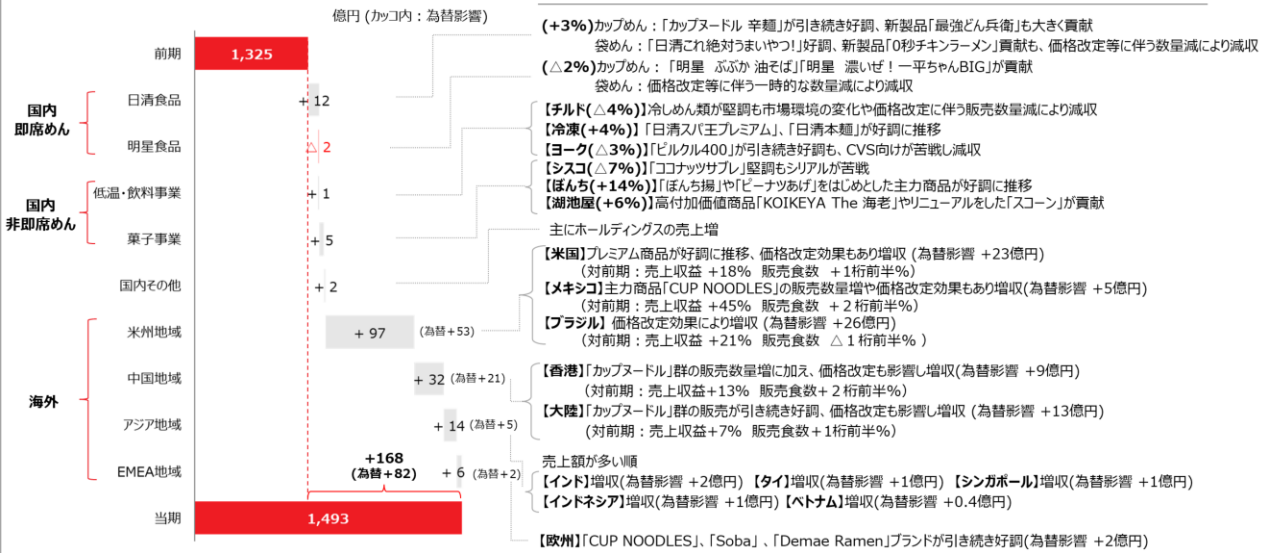 億円 (カッコ内：為替影響)
前期
1,325
国内
即席めん
日清食品
+ 12
明星食品
△ 2
国内
非即席めん
低温・飲料事業
+ 1
菓子事業
+ 5
国内その他
+ 2
海外
米州地域
+ 97
(為替+53)
中国地域
+ 32 (為替+21)
アジア地域
+ 14 (為替+5)
EMEA地域
+ 6 (為替+2)
+168
(為替+82)
当期
1,493
(+3%)カップめん：「カップヌードル 辛麺」が引き続き好調、新製品「最強どん兵衛」も大きく貢献
袋めん：「日清これ絶対うまいやつ!」好調、新製品「0秒チキンラーメン」貢献も、価格改定等に伴う数量減により減収
(△2%)カップめん：「明星 ぶぶか 油そば」「明星 濃いぜ！一平ちゃんBIG」が貢献
袋めん：価格改定等に伴う一時的な数量減により減収
【チルド(△4%)】冷しめん類が堅調も市場環境の変化や価格改定に伴う販売数量減により減収
【冷凍(+4%)】「日清スパ王プレミアム」、「日清本麺」が好調に推移
【ヨーク(△3%)】「ピルクル400」が引き続き好調も、CVS向けが苦戦し減収
【シスコ(△7%)】「ココナッツサブレ」堅調もシリアルが苦戦
【ぼんち(+14%)】「ぼんち揚」や「ピーナツあげ」をはじめとした主力商品が好調に推移
【湖池屋(+6%)】高付加価値商品「KOIKEYA The 海老」やリニューアルをした「スコーン」が貢献
主にホールディングスの売上増
【米国】プレミアム商品が好調に推移、価格改定効果もあり増収 (為替影響 +23億円)
（対前期：売上収益 +18% 販売食数 +1桁前半%）
【メキシコ】主力商品「CUP NOODLES」の販売数量増や価格改定効果もあり増収(為替影響 +5億円)
（対前期：売上収益 +45% 販売食数 +２桁前半%）
【ブラジル】 価格改定効果により増収 (為替影響 +26億円)
（対前期：売上収益 +21% 販売食数 △１桁前半% ）
【香港】「カップヌードル」群の販売数量増に加え、価格改定も影響し増収(為替影響 +9億円)
（対前期：売上収益+13% 販売食数+２桁前半%）
【大陸】「カップヌードル」群の販売が引き続き好調、価格改定も影響し増収 (為替影響 +13億円)
（対前期：売上収益+7% 販売食数+1桁前半%）
売上額が多い順
【インド】増収(為替影響 +2億円) 【タイ】増収(為替影響 +1億円) 【シンガポール】増収(為替影響 +1億円)
【インドネシア】増収(為替影響 +1億円) 【ベトナム】増収(為替影響 +0.4億円)
【欧州】「CUP NOODLES」、「Soba」、「Demae Ramen」ブランドが引き続き好調(為替影響 +2億円)